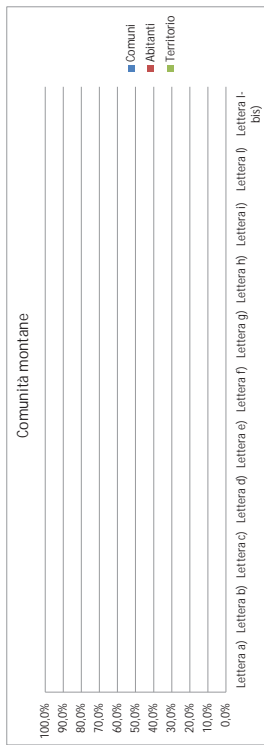 Comunità montane
100,0%
90,0%
80,0%
70,0%
60,0%
50,0%
40,0%
30,0%
20,0%
10,0%
0,0%
Lettera a) Lettera b) Lettera c) Lettera d) Lettera e) Lettera f) Lettera g) Lettera h) Lettera i) Lettera l) Lettera l-
bis)
Comuni
Abitanti
Territorio